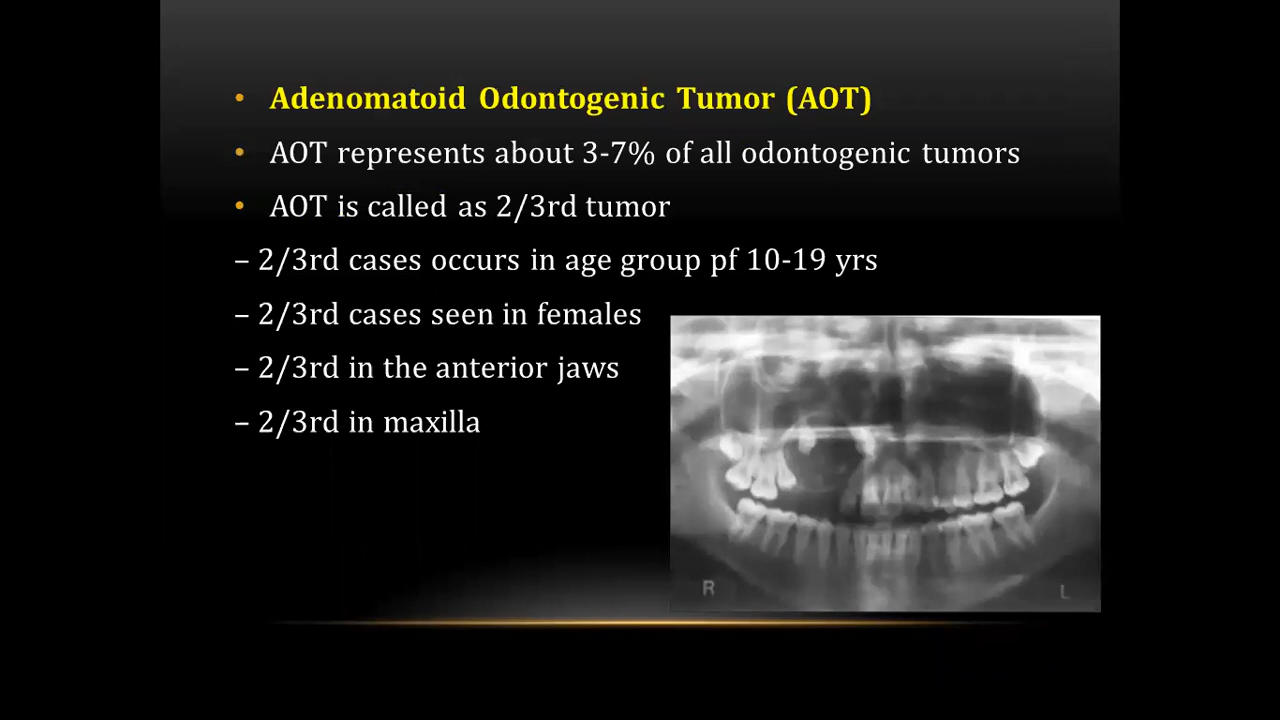 • Adenomatoid Odontogenic Tumor (AOT)
• AOT represents about 3-7% of all odontogenic tumors
• AOT is called as 2/3rd tumor
– 2/3rd cases occurs in age group pf 10-19 yrs
– 2/3rd cases seen in females
– 2/3rd in the anterior jaws
– 2/3rd in maxilla
R L